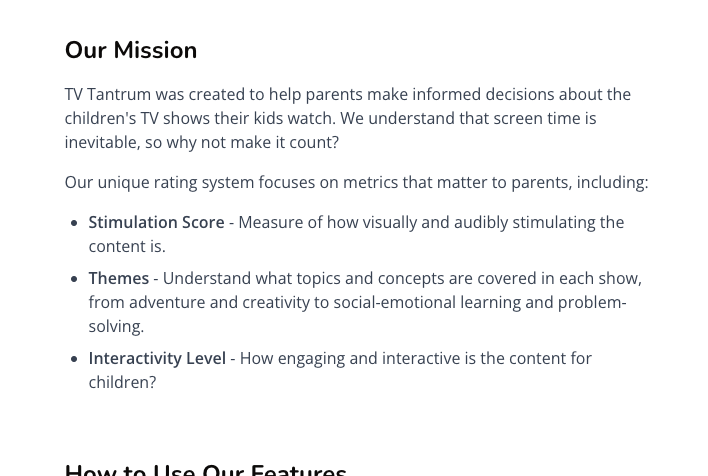 Our Mission
TV Tantrum was created to help parents make informed decisions about the
children's TV shows their kids watch. We understand that screen time is
inevitable, so why not make it count?
Our unique rating system focuses on metrics that matter to parents, including:
• Stimulation Score - Measure of how visually and audibly stimulating the
content is.
• Themes - Understand what topics and concepts are covered in each show,
from adventure and creativity to social-emotional learning and problem-
solving.
• Interactivity Level - How engaging and interactive is the content for
children?
How to Use Our Features